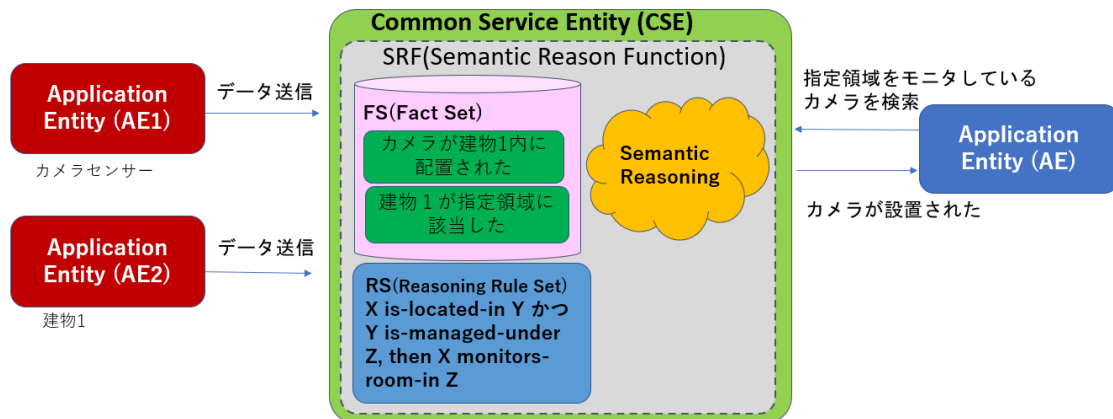 Common Service Entity (CSE)
SRF(Semantic Reason Function)
Application
Entity (AE1)
カメラセンサー
データ送信
Application
Entity (AE2)
建物1
データ送信
FS(Fact Set)
カメラが建物1内に
配置された
建物１が指定領域に
該当した
Semantic
Reasoning
RS(Reasoning Rule Set)
X is-located-in Y かつ
Y is-managed-under
Z, then X monitors-
room-in Z
指定領域をモニタしている
カメラを検索
Application
Entity (AE)
カメラが設置された